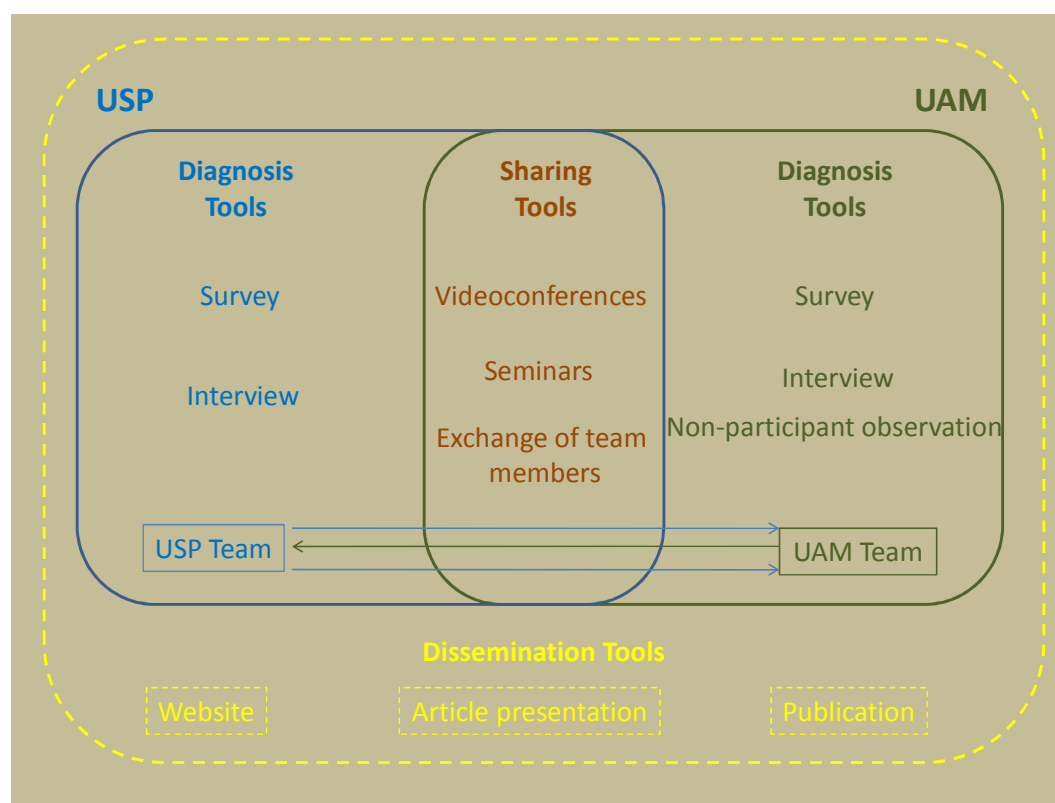 USP
UAM
Diagnosis
Tools
Sharing
Tools
Diagnosis
Tools
Survey
Videoconferences
Survey
Interview
Seminars
Interview
Exchange of team
members
Non-participant observation
USP Team
UAM Team
Dissemination Tools
Website
Article presentation
Publication